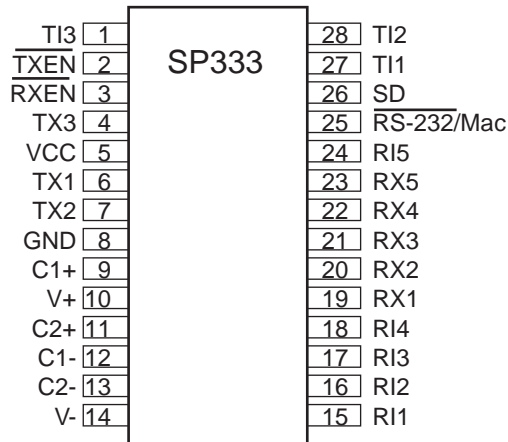 SP333
TI3 1
TXEN 2
RXEN 3
TX3 4
VCC 5
TX1 6
TX2 7
GND 8
C1+ 9
V+ 10
C2+ 11
C1- 12
C2- 13
V- 14
28 TI2
27 TI1
26 SD
25 RS-232/Mac
24 RI5
23 RX5
22 RX4
21 RX3
20 RX2
19 RX1
18 RI4
17 RI3
16 RI2
15 RI1